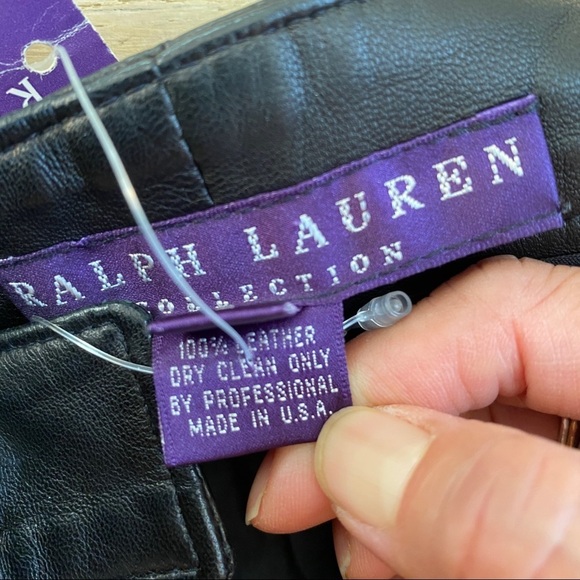 RALPH LAUREN
COLLECTION
100% LEATHER
DRY CLEAN ONLY
BY PROFESSIONAL
MADE IN U.S.A.
R